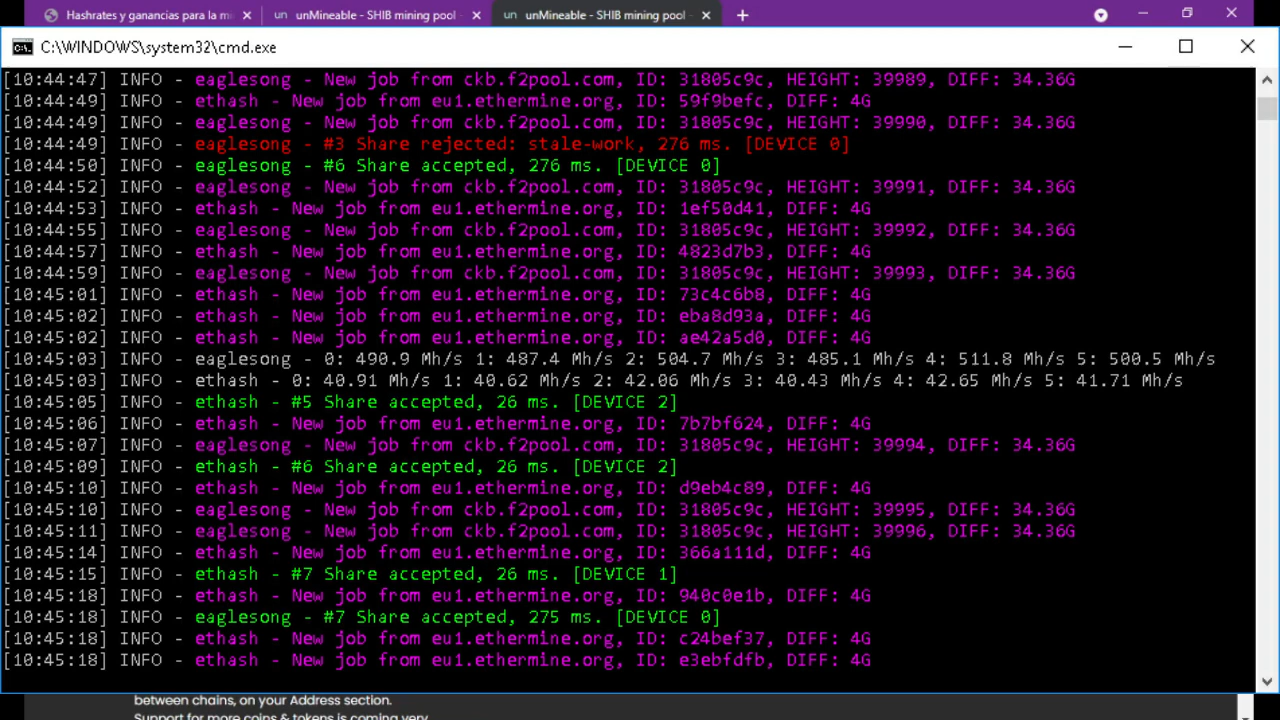 Hashrates y ganancias para la mi
unMineable - SHIB mining pool -
unMineable - SHIB mining pool -
C:\WINDOWS\system32\cmd.exe
[10:44:47] INFO - eaglesong - New job from ckb.f2pool.com, ID: 31805c9c, HEIGHT: 39989, DIFF: 34.36G
[10:44:49] INFO - ethash - New job from eu1.ethermine.org, ID: 59f9befc, DIFF: 4G
[10:44:49] INFO - eaglesong - New job from ckb.f2pool.com, ID: 31805c9c, HEIGHT: 39990, DIFF: 34.36G
[10:44:49] INFO - eaglesong - #3 Share rejected: stale-work, 276 ms. [DEVICE 0]
[10:44:50] INFO - eaglesong - #6 Share accepted, 276 ms. [DEVICE 0]
[10:44:52] INFO - eaglesong - New job from ckb.f2pool.com, ID: 31805c9c, HEIGHT: 39991, DIFF: 34.36G
[10:44:53] INFO - ethash - New job from eu1.ethermine.org, ID: 1ef50d41, DIFF: 4G
[10:44:55] INFO - eaglesong - New job from ckb.f2pool.com, ID: 31805c9c, HEIGHT: 39992, DIFF: 34.36G
[10:44:57] INFO - ethash - New job from eu1.ethermine.org, ID: 4823d7b3, DIFF: 4G
[10:44:59] INFO - eaglesong - New job from ckb.f2pool.com, ID: 31805c9c, HEIGHT: 39993, DIFF: 34.36G
[10:45:01] INFO - ethash - New job from eu1.ethermine.org, ID: 73c4c6b8, DIFF: 4G
[10:45:02] INFO - ethash - New job from eu1.ethermine.org, ID: eba8d93a, DIFF: 4G
[10:45:02] INFO - ethash - New job from eu1.ethermine.org, ID: ae42a5d0, DIFF: 4G
[10:45:03] INFO - eaglesong - 0: 490.9 Mh/s 1: 487.4 Mh/s 2: 504.7 Mh/s 3: 485.1 Mh/s 4: 511.8 Mh/s 5: 500.5 Mh/s
[10:45:03] INFO - ethash - 0: 40.91 Mh/s 1: 40.62 Mh/s 2: 42.06 Mh/s 3: 40.43 Mh/s 4: 42.65 Mh/s 5: 41.71 Mh/s
[10:45:05] INFO - ethash - #5 Share accepted, 26 ms. [DEVICE 2]
[10:45:06] INFO - ethash - New job from eu1.ethermine.org, ID: 7b7bf624, DIFF: 4G
[10:45:07] INFO - eaglesong - New job from ckb.f2pool.com, ID: 31805c9c, HEIGHT: 39994, DIFF: 34.36G
[10:45:09] INFO - ethash - #6 Share accepted, 26 ms. [DEVICE 2]
[10:45:10] INFO - ethash - New job from eu1.ethermine.org, ID: d9eb4c89, DIFF: 4G
[10:45:10] INFO - eaglesong - New job from ckb.f2pool.com, ID: 31805c9c, HEIGHT: 39995, DIFF: 34.36G
[10:45:11] INFO - eaglesong - New job from ckb.f2pool.com, ID: 31805c9c, HEIGHT: 39996, DIFF: 34.36G
[10:45:14] INFO - ethash - New job from eu1.ethermine.org, ID: 366a111d, DIFF: 4G
[10:45:15] INFO - ethash - #7 Share accepted, 26 ms. [DEVICE 1]
[10:45:18] INFO - ethash - New job from eu1.ethermine.org, ID: 940c0e1b, DIFF: 4G
[10:45:18] INFO - eaglesong - #7 Share accepted, 275 ms. [DEVICE 0]
[10:45:18] INFO - ethash - New job from eu1.ethermine.org, ID: c24bef37, DIFF: 4G
[10:45:18] INFO - ethash - New job from eu1.ethermine.org, ID: e3ebfdfb, DIFF: 4G
between chains, on your Address section.
Support for more coins & tokens is coming very